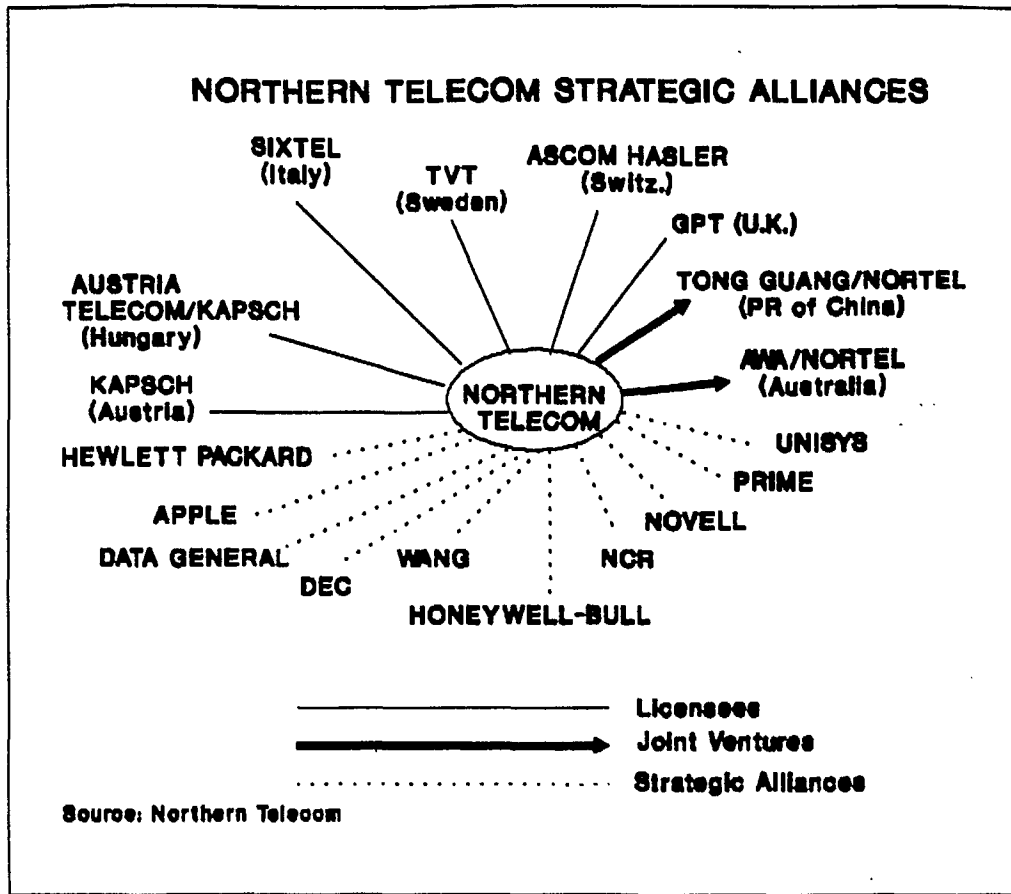 NORTHERN TELECOM STRATEGIC ALLIANCES
SIXTEL
(Italy)
TVT
(Sweden)
ASCOM HASLER
(Switz.)
GPT (U.K.)
AUSTRIA
TELECOM/KAPSCH
(Hungary)
TONG GUANG/NORTEL
(PR of China)
KAPSCH
(Austria)
NORTHERN
TELECOM
AWA/NORTEL
(Australia)
HEWLETT PACKARD
UNISYS
APPLE
PRIME
DATA GENERAL
NOVELL
DEC
WANG
NCR
HONEYWELL-BULL
Licensees
Joint Ventures
Strategic Alliances
Source: Northern Telecom